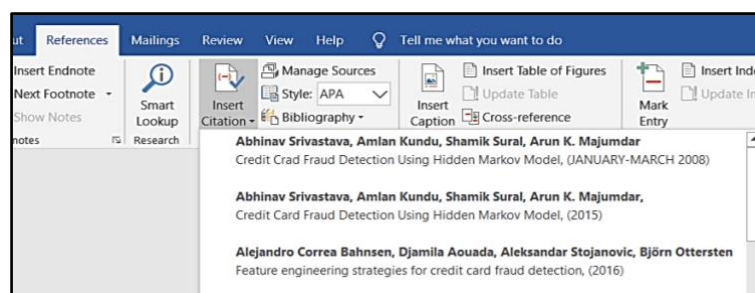 ut References Mailings Review View Help Tell me what you want to do
Insert Endnote
Next Footnote
Show Notes
notes
Smart
Lookup
Research
Insert
Citation
Manage Sources
Style: APA
Bibliography
Insert
Caption
Insert Table of Figures
Update Table
Cross-reference
Mark
Entry
Insert Inde
Update In
Abhinav Srivastava, Amlan Kundu, Shamik Sural, Arun K. Majumdar
Credit Crad Fraud Detection Using Hidden Markov Model, (JANUARY-MARCH 2008)
Abhinav Srivastava, Amlan Kundu, Shamik Sural, Arun K. Majumdar,
Credit Card Fraud Detection Using Hidden Markov Model, (2015)
Alejandro Correa Bahnsen, Djamila Aouada, Aleksandar Stojanovic, Björn Ottersten
Feature engineering strategies for credit card fraud detection, (2016)